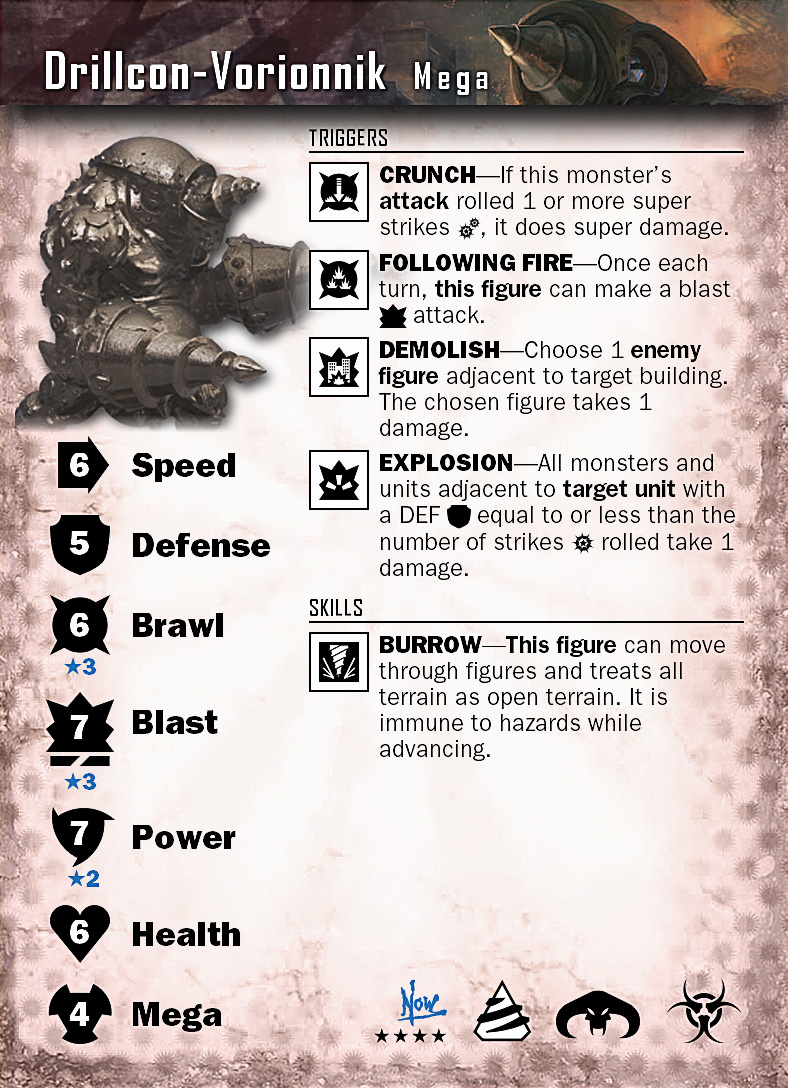 Drillcon-Vorionnik Mega
TRIGGERS
CRUNCH—If this monster's
attack rolled 1 or more super
strikes , it does super damage.
FOLLOWING FIRE—Once each
turn, this figure can make a blast
attack.
DEMOLISH—Choose 1 enemy
figure adjacent to target building.
The chosen figure takes 1
damage.
EXPLOSION—All monsters and
units adjacent to target unit with
a DEF equal to or less than the
number of strikes rolled take 1
damage.
SKILLS
BURROW—This figure can move
through figures and treats all
terrain as open terrain. It is
immune to hazards while
advancing.
6 Speed
5 Defense
6 Brawl
★3
7 Blast
★3
7 Power
★2
6 Health
4 Mega
Now
★★★★